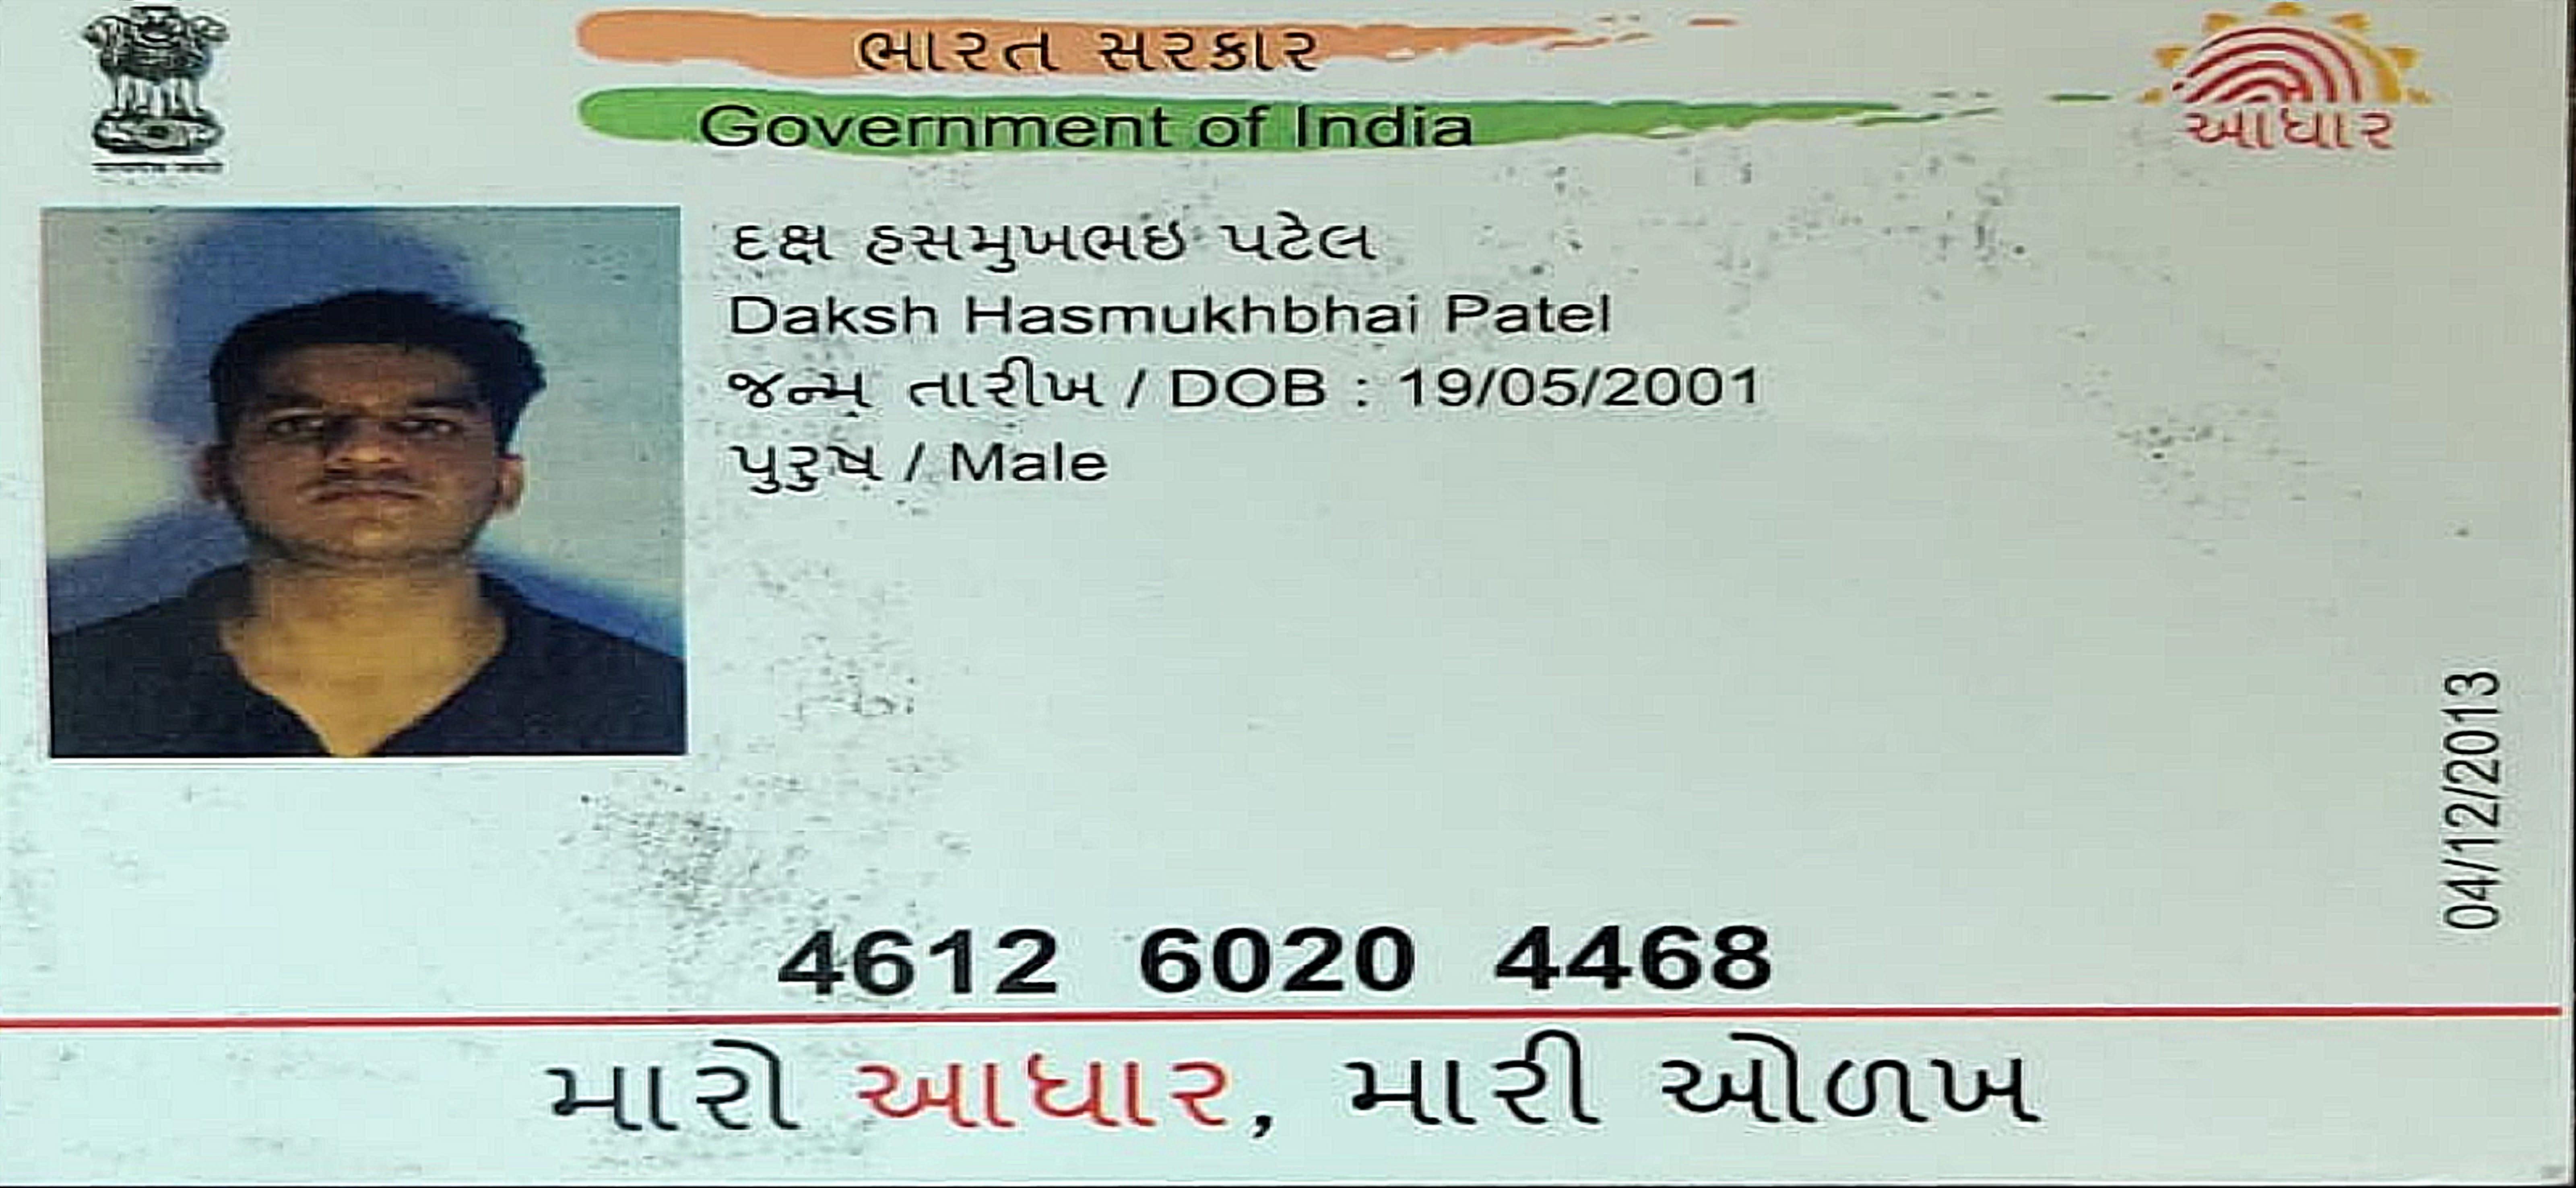 ભારત સરકાર
Government of India
આધાર
દક્ષ હસમુખભઇ પટેલ
Daksh Hasmukhbhai Patel
જન્મ તારીખ / DOB : 19/05/2001
પુરુષ / Male
04/12/2013
4612 6020 4468
મારો આધાર, મારી ઓળખ